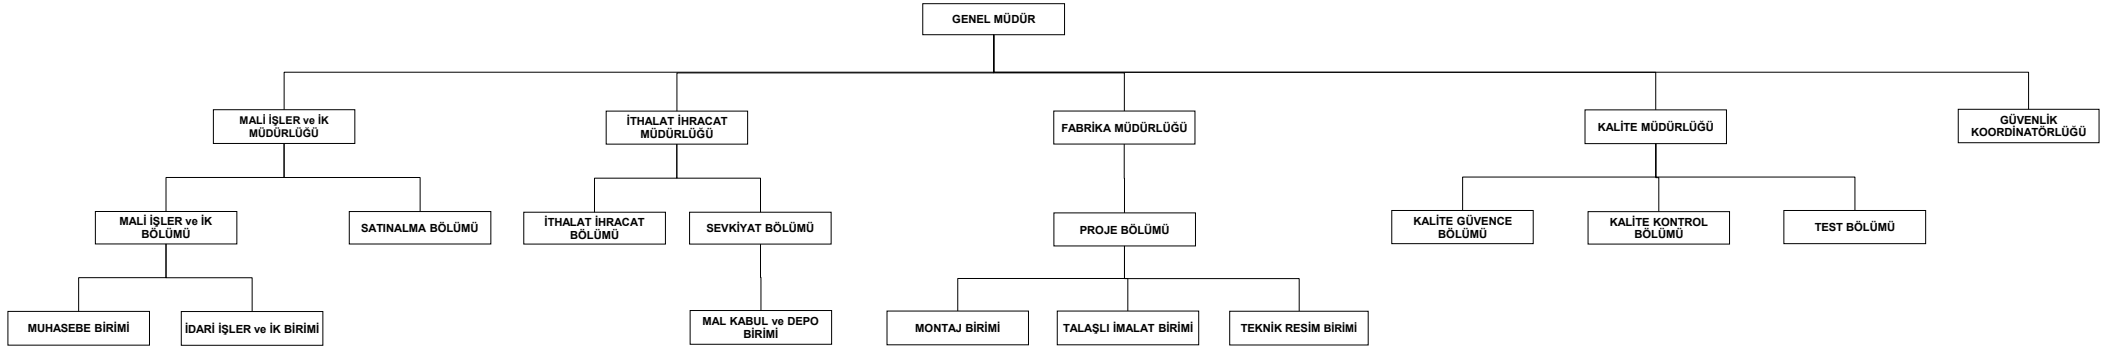 GENEL MÜDÜR
MALİ İŞLER ve İK
MÜDÜRLÜĞÜ
İTHALAT İHRACAT
MÜDÜRLÜĞÜ
FABRİKA MÜDÜRLÜĞÜ
KALİTE MÜDÜRLÜĞÜ
GÜVENLİK
KOORDİNATÖRLÜĞÜ
MALİ İŞLER ve İK
BÖLÜMÜ
SATINALMA BÖLÜMÜ
İTHALAT İHRACAT
BÖLÜMÜ
SEVKİYAT BÖLÜMÜ
PROJE BÖLÜMÜ
KALİTE GÜVENCE
BÖLÜMÜ
KALİTE KONTROL
BÖLÜMÜ
TEST BÖLÜMÜ
MUHASEBE BİRİMİ
İDARİ İŞLER ve İK BİRİMİ
MAL KABUL ve DEPO
BİRİMİ
MONTAJ BİRİMİ
TALAŞLI İMALAT BİRİMİ
TEKNİK RESİM BİRİMİ